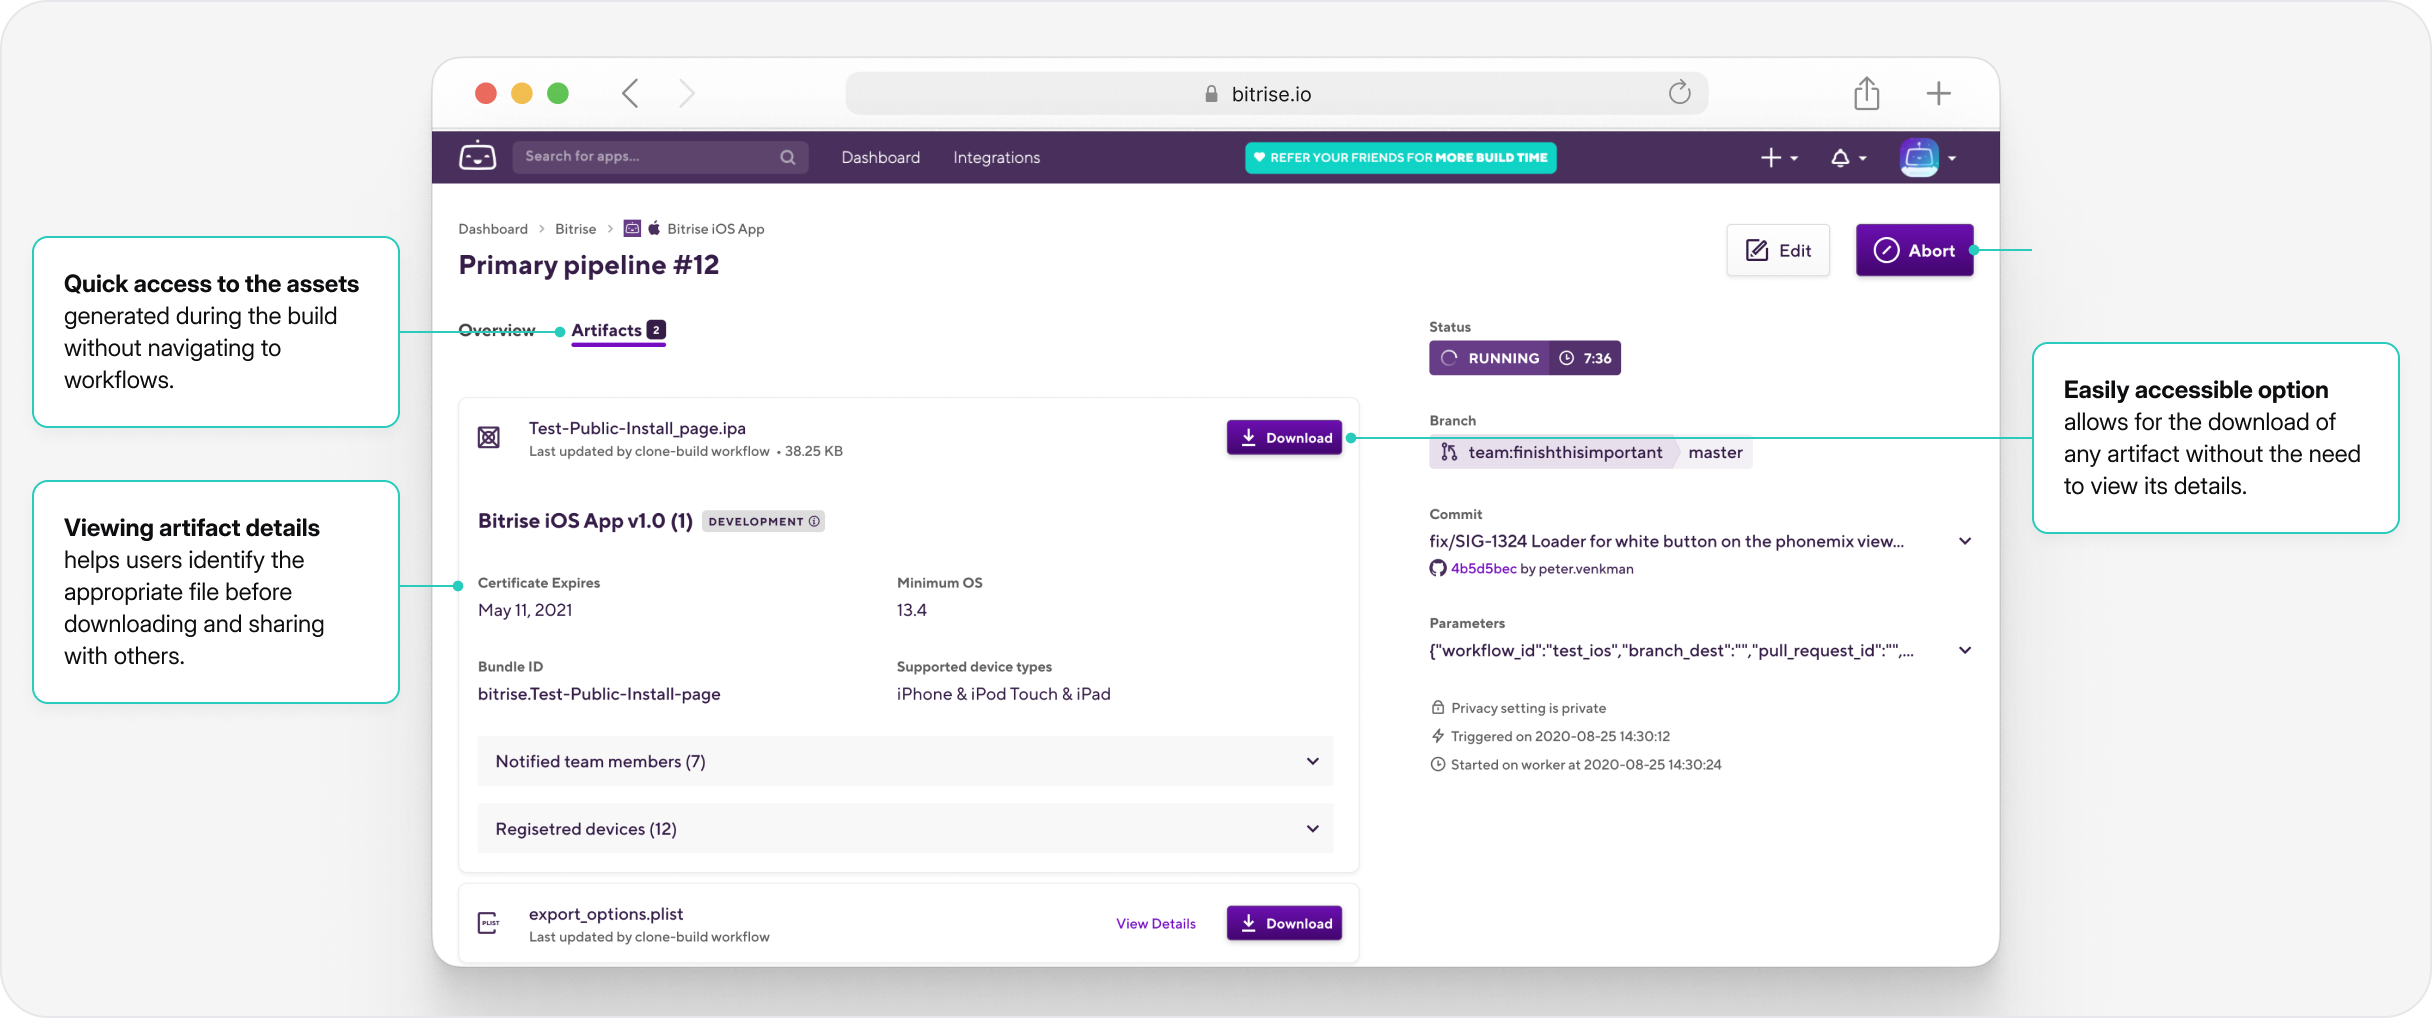 bitrise.io
Search for apps...
Dashboard
Integrations
REFER YOUR FRIENDS FOR MORE BUILD TIME
Dashboard > Bitrise > Bitrise iOS App
Primary pipeline #12
Edit
Abort
Quick access to the assets
generated during the build
without navigating to
workflows.
Overview
Artifacts 2
Viewing artifact details
helps users identify the
appropriate file before
downloading and sharing
with others.
Test-Public-Install_page.ipa
Last updated by clone-build workflow • 38.25 KB
Download
Bitrise iOS App v1.0 (1) DEVELOPMENT
Certificate Expires
May 11, 2021
Minimum OS
13.4
Bundle ID
bitrise.Test-Public-Install-page
Supported device types
iPhone & iPod Touch & iPad
Notified team members (7)
Regisetred devices (12)
export_options.plist
Last updated by clone-build workflow
PLIST
View Details
Download
Status
RUNNING 7:36
Branch
team:finishthisimportant master
Commit
fix/SIG-1324 Loader for white button on the phonemix view...
4b5d5bec by peter.venkman
Parameters
{"workflow_id":"test_ios","branch_dest":"","pull_request_id":"",...
Privacy setting is private
Triggered on 2020-08-25 14:30:12
Started on worker at 2020-08-25 14:30:24
Easily accessible option
allows for the download of
any artifact without the need
to view its details.